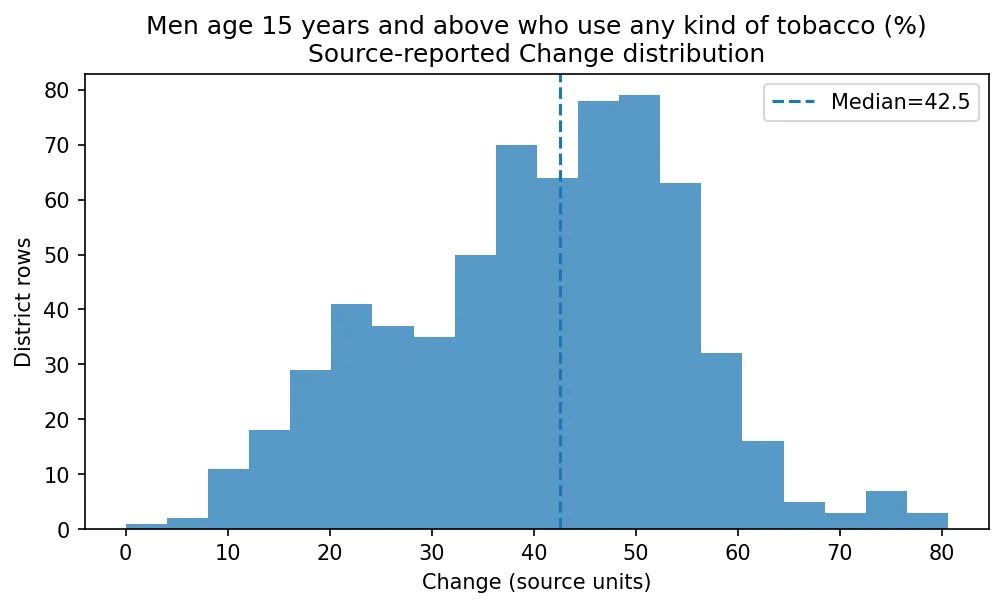 Men age 15 years and above who use any kind of tobacco (%)
Source-reported Change distribution
Median=42.5
District rows
80
70
60
50
40
30
20
10
0
0 10 20 30 40 50 60 70 80
Change (source units)